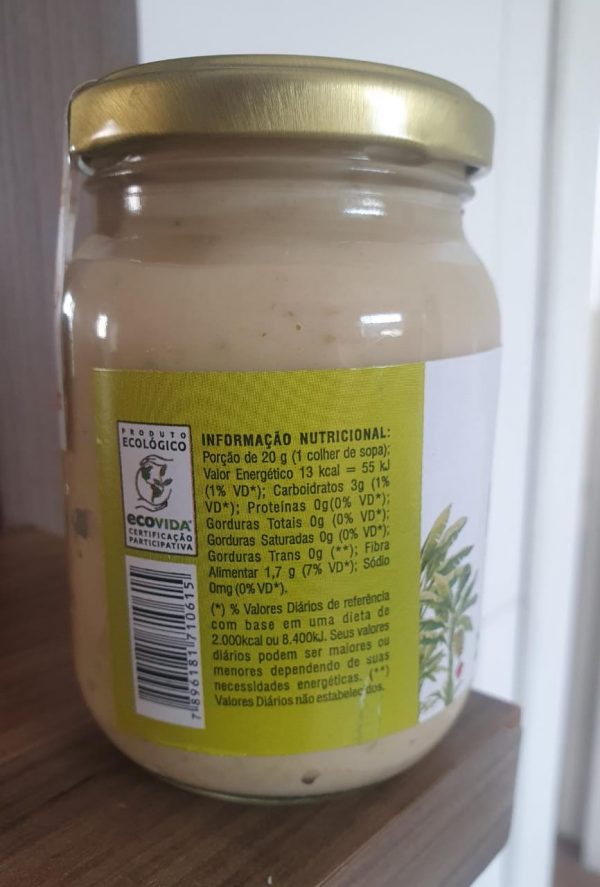 PRODUTO
ECOLÓGICO
ecovida
CERTIFICAÇÃO
PARTICIPATIVA
7896181710615
INFORMAÇÃO NUTRICIONAL:
Porção de 20 g (1 colher de sopa);
Valor Energético 13 kcal = 55 kJ
(1% VD*); Carboidratos 3g (1%
VD*); Proteínas 0g(0% VD*);
Gorduras Totais 0g (0% VD*);
Gorduras Saturadas 0g (0% VD*);
Gorduras Trans 0g (**); Fibra
Alimentar 1,7 g (7% VD*); Sódio
0mg (0% VD*).
(*) % Valores Diários de referência
com base em uma dieta de
2.000kcal ou 8.400kJ. Seus valores
diários podem ser maiores ou
menores dependendo de suas
necessidades energéticas. (**)
Valores Diários não estabelecidos.